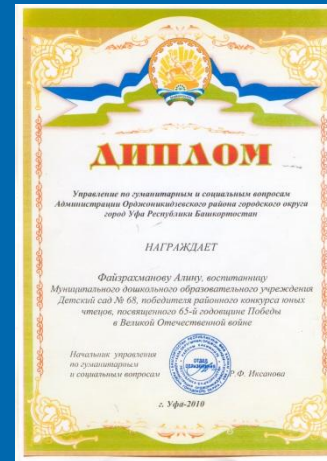 ДИПЛОМ
Управление по гуманитарным и социальным вопросам
Администрации Орджоникидзевского района городского округа
город Уфа Республики Башкортостан
НАГРАЖДАЕТ
Файзрахманову Алину, воспитанницу
Муниципального дошкольного образовательного учреждения
Детский сад № 68, победителя районного конкурса юных
чтецов, посвященного 65-й годовщине Победы
в Великой Отечественной войне
Начальник управления
по гуманитарным
и социальным вопросам
Р.Ф. Иксанова
г. Уфа-2010